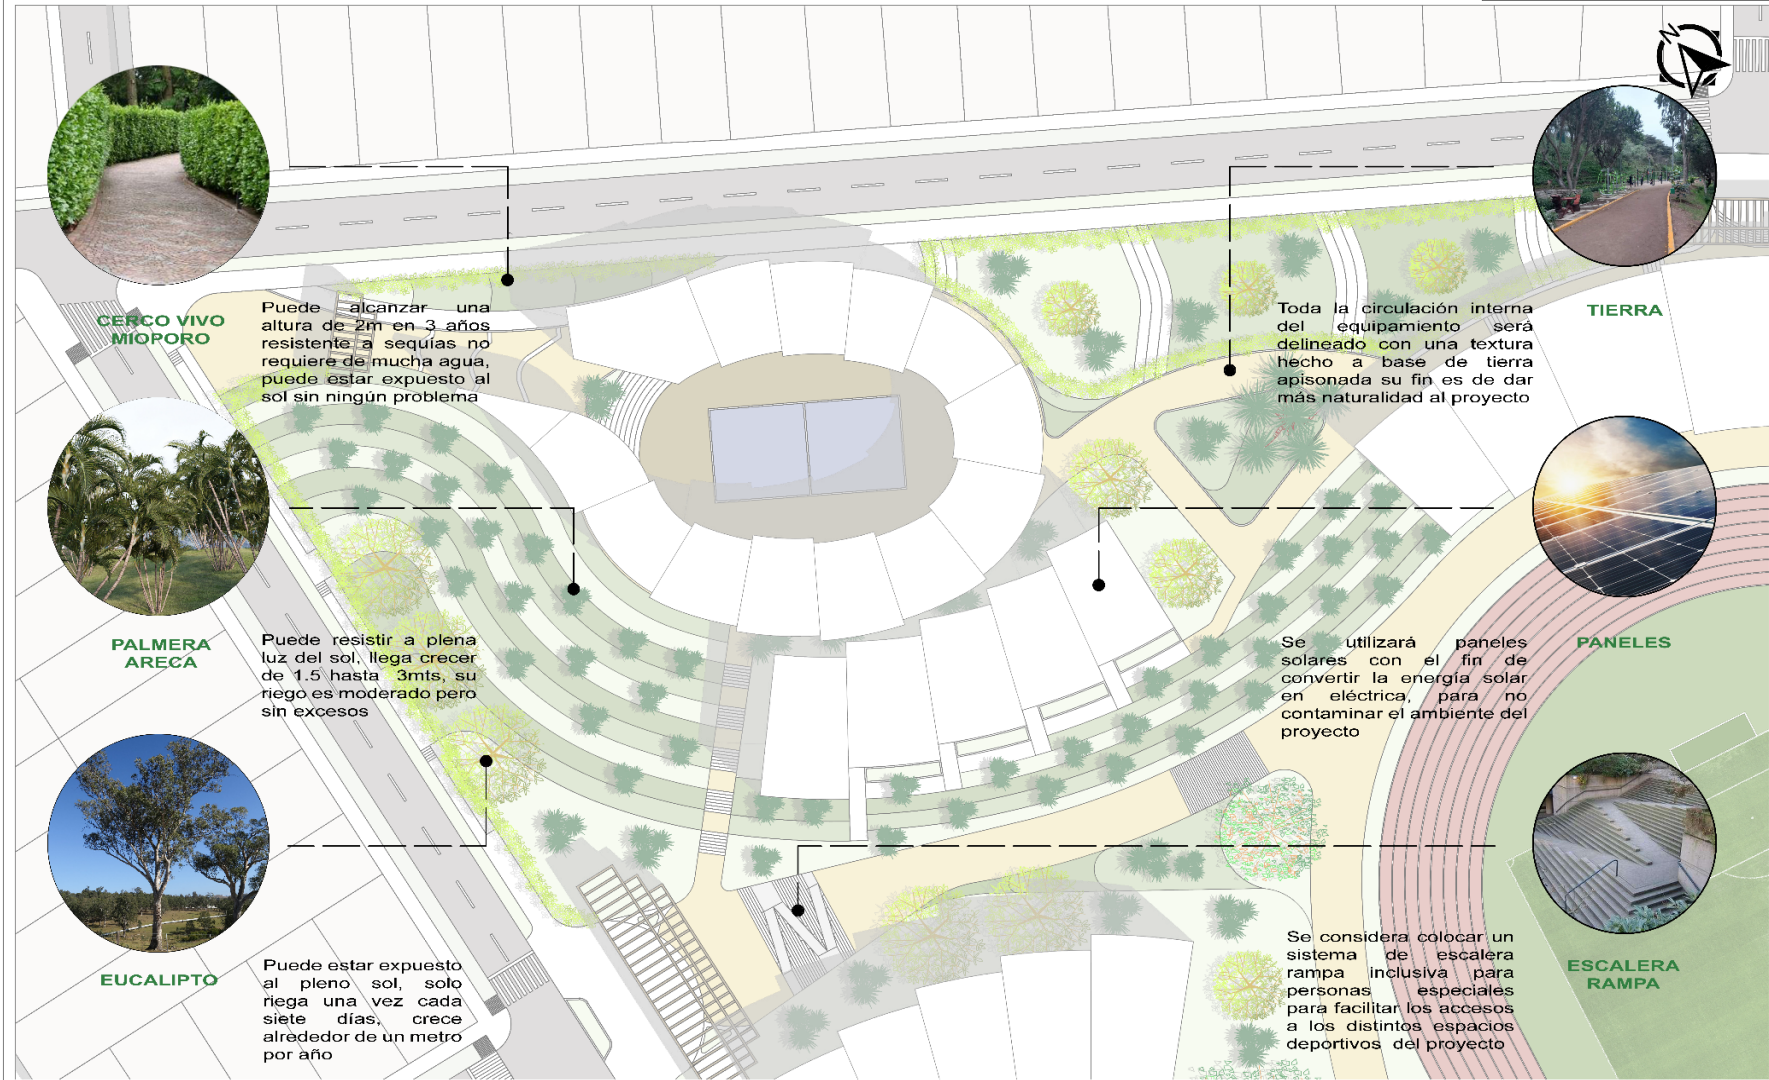 N
CERCO VIVO
MIOPORO
Puede alcanzar una
altura de 2m en 3 años
resistente a sequías no
requiere de mucha agua,
puede estar expuesto al
sol sin ningún problema
PALMERA
ARECA
Puede resistir a plena
luz del sol, llega crecer
de 1.5 hasta 3mts, su
riego es moderado pero
sin excesos
EUCALIPTO
Puede estar expuesto
al pleno sol, solo
riega una vez cada
siete días, crece
alrededor de un metro
por año
TIERRA
Toda la circulación interna
del equipamiento será
delineado con una textura
hecho a base de tierra
apisonada su fin es de dar
más naturalidad al proyecto
PANELES
Se utilizará paneles
solares con el fin de
convertir la energía solar
en eléctrica, para no
contaminar el ambiente del
proyecto
ESCALERA
RAMPA
Se considera colocar un
sistema de escalera
rampa inclusiva para
personas especiales
para facilitar los accesos
a los distintos espacios
deportivos del proyecto